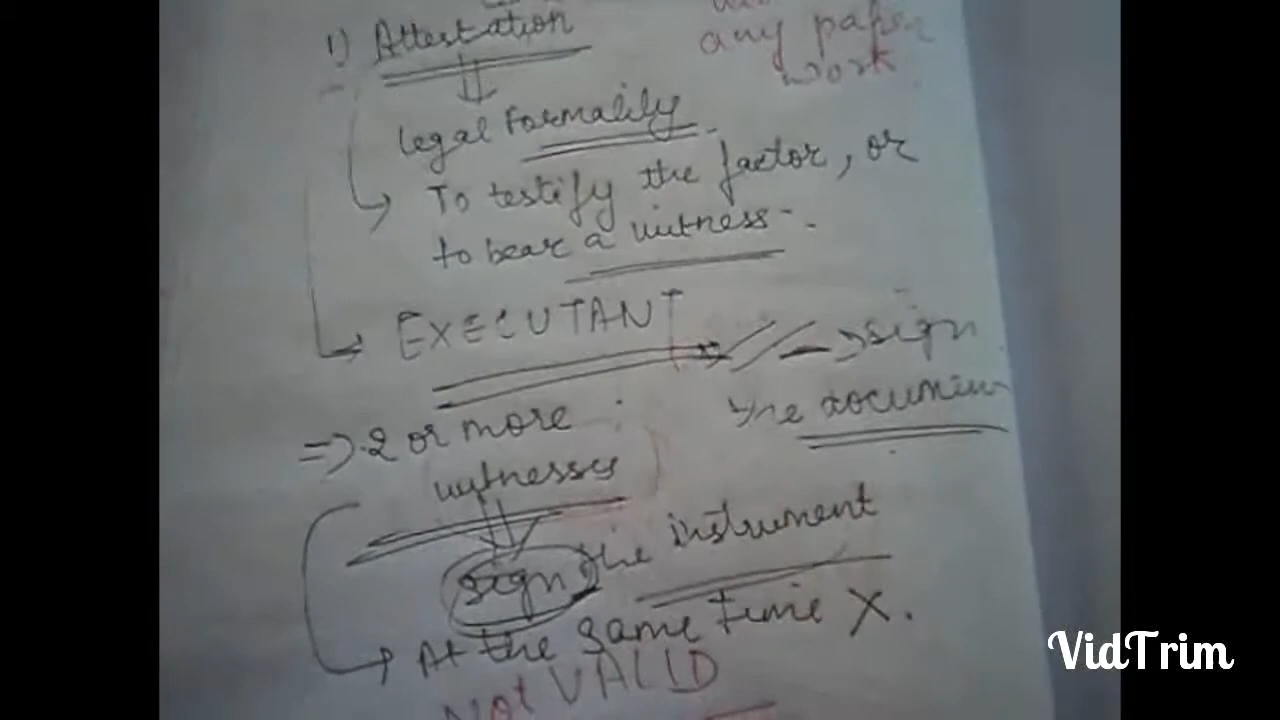 1) Attestation
any paper
work
legal Formality
To testify the factor, or
to bear a witness -.
EXECUTANT
→ sign
the document
⇒ 2 or more
witnesses
sign the instrument
At the same time X.
Not VALID
VidTrim